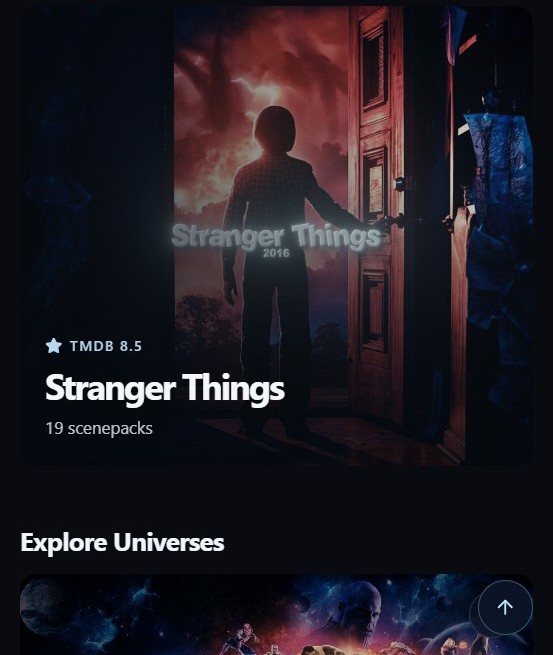 Stranger Things
2016
TMDB 8.5
Stranger Things
19 scenepacks
Explore Universes